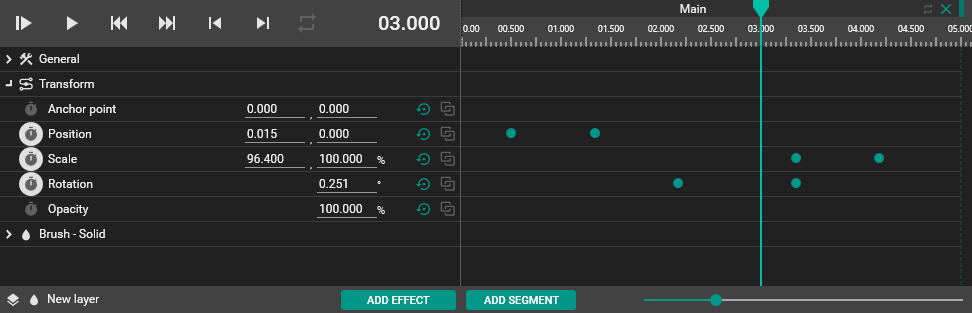 03.000
Main
0.00 00.500 01.000 01.500 02.000 02.500 03.000 03.500 04.000 04.500 05.000
General
Transform
Anchor point 0.000 , 0.000
Position 0.015 , 0.000
Scale 96.400 , 100.000 %
Rotation 0.251 °
Opacity 100.000 %
Brush - Solid
New layer ADD EFFECT ADD SEGMENT